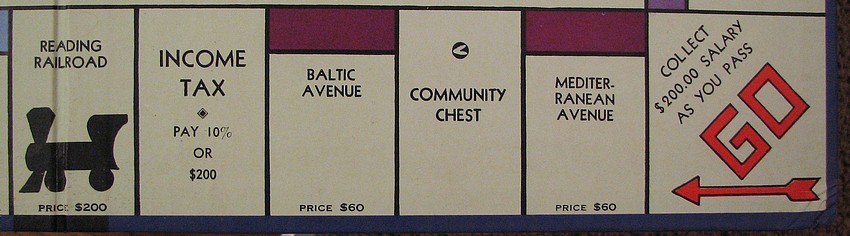 READING
RAILROAD
PRICE $200
INCOME
TAX
PAY 10%
OR
$200
BALTIC
AVENUE
PRICE $60
COMMUNITY
CHEST
MEDITER-
RANEAN
AVENUE
PRICE $60
COLLECT
$200.00 SALARY
AS YOU PASS
GO